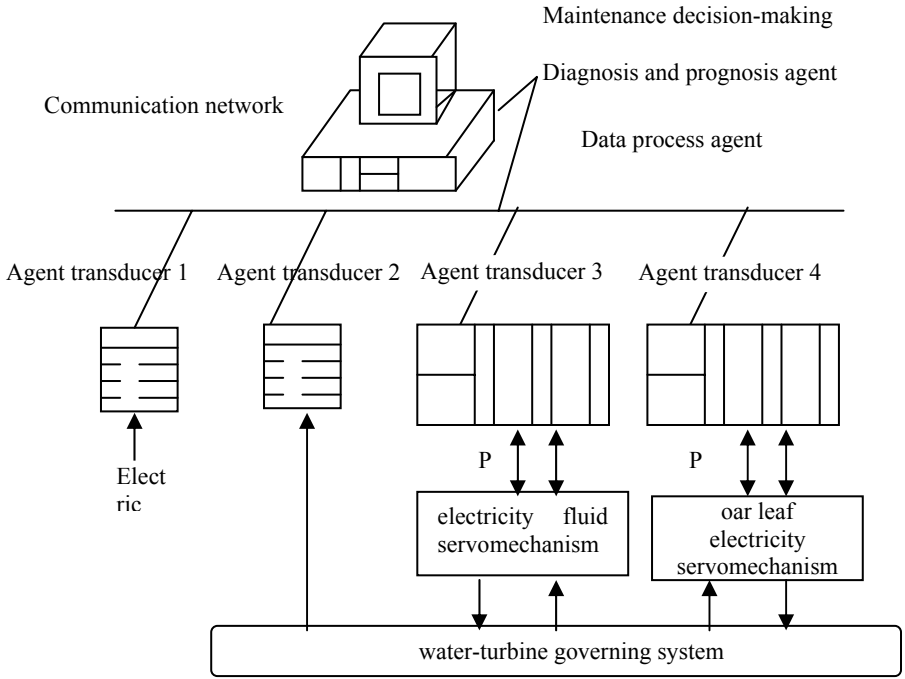 Maintenance decision-making
Diagnosis and prognosis agent
Communication network
Data process agent
Agent transducer 1
Agent transducer 2
Agent transducer 3
Agent transducer 4
P
P
Elect
ric
electricity fluid
servomechanism
oar leaf
electricity
servomechanism
water-turbine governing system